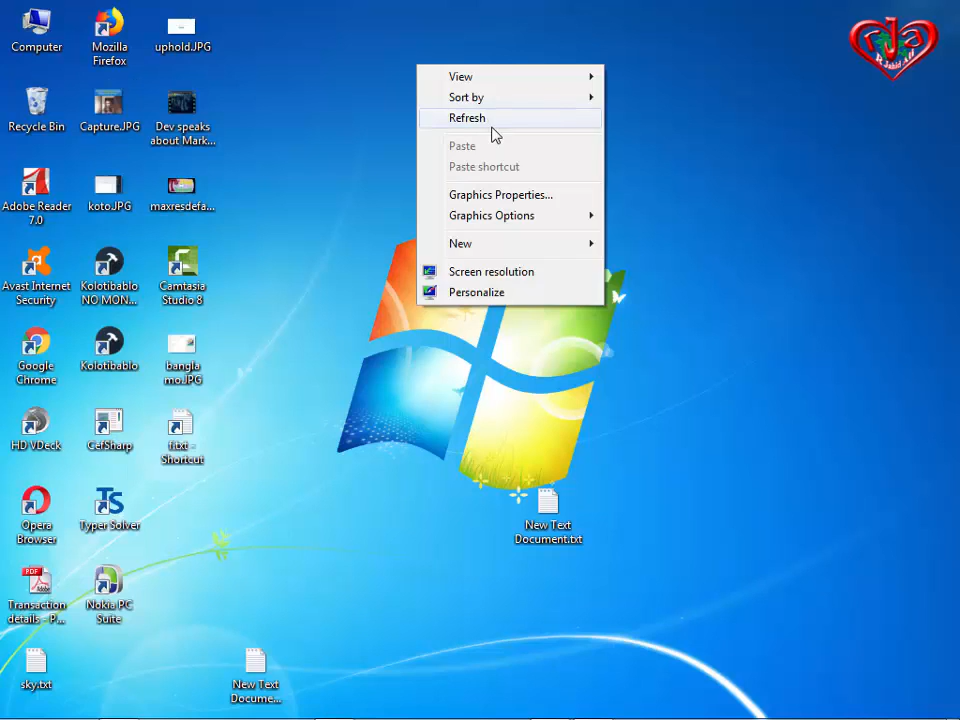 Computer
Mozilla
Firefox
uphold.JPG
Recycle Bin
Capture.JPG
Dev speaks
about Mark...
Adobe Reader
7.0
koto.JPG
maxresdefa...
Avast Internet
Security
Kolotibablo
NO MON...
Camtasia
Studio 8
Google
Chrome
Kolotibablo
bangla
mo.JPG
HD VDeck
CefSharp
Shortcut
Opera
Browser
Typer Solver
Transaction
details - P...
Nokia PC
Suite
sky.txt
New Text
Docume...
New Text
Document.txt
View
Sort by
Refresh
Paste
Paste shortcut
Graphics Properties...
Graphics Options
New
Screen resolution
Personalize
rja